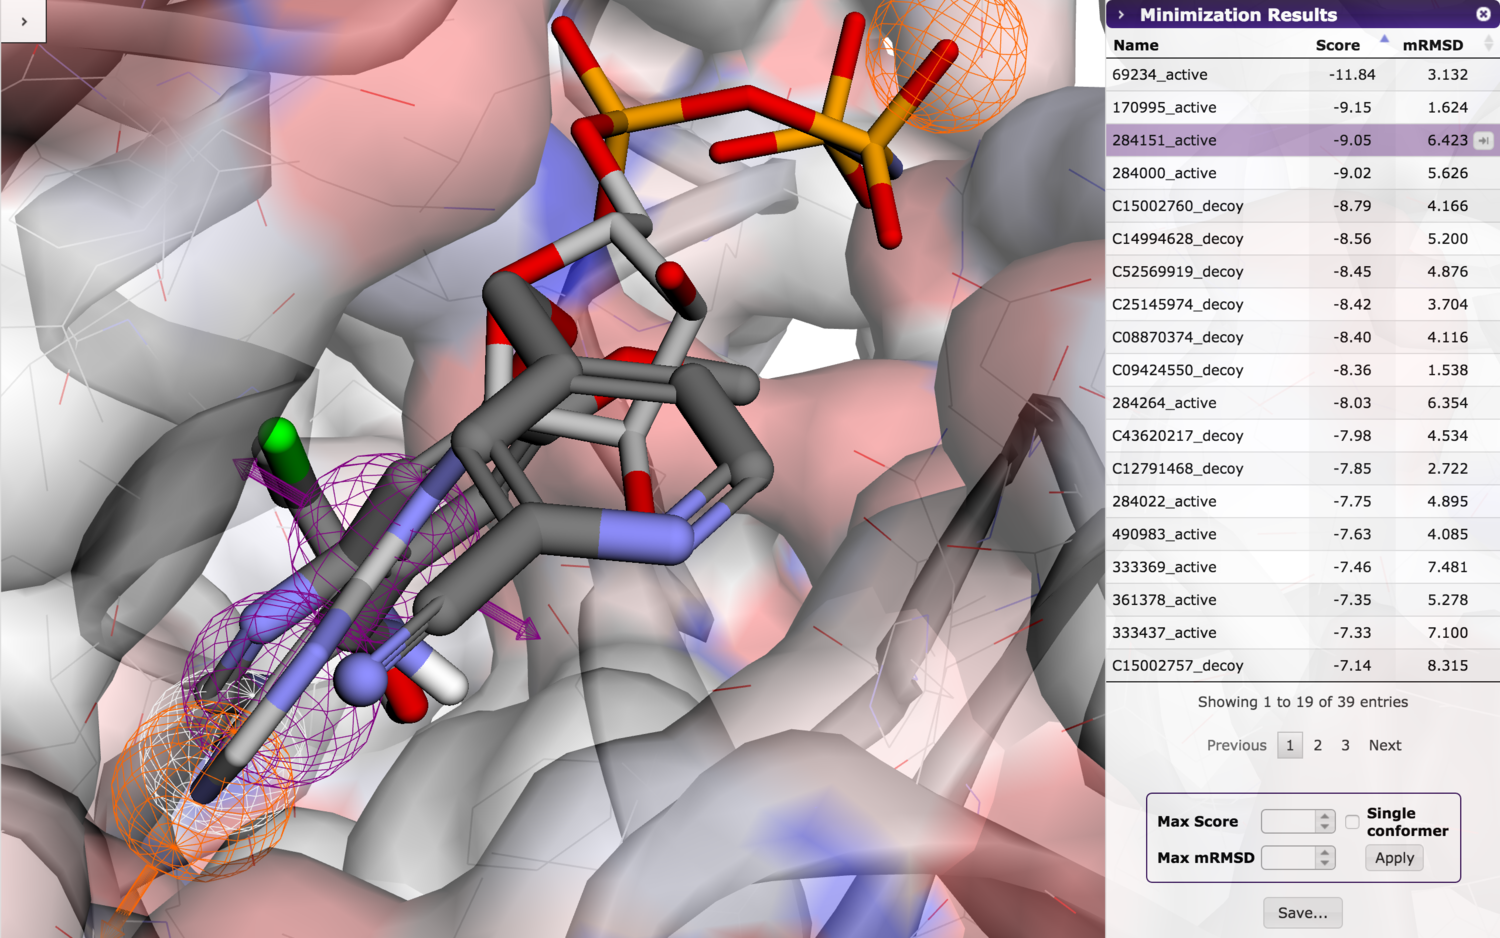 Minimization Results
Name Score mRMSD
69234_active -11.84 3.132
170995_active -9.15 1.624
284151_active -9.05 6.423
284000_active -9.02 5.626
C15002760_decoy -8.79 4.166
C14994628_decoy -8.56 5.200
C52569919_decoy -8.45 4.876
C25145974_decoy -8.42 3.704
C08870374_decoy -8.40 4.116
C09424550_decoy -8.36 1.538
284264_active -8.03 6.354
C43620217_decoy -7.98 4.534
C12791468_decoy -7.85 2.722
284022_active -7.75 4.895
490983_active -7.63 4.085
333369_active -7.46 7.481
361378_active -7.35 5.278
333437_active -7.33 7.100
C15002757_decoy -7.14 8.315
Showing 1 to 19 of 39 entries
Previous 1 2 3 Next
Max Score
Single
conformer
Max mRMSD
Apply
Save...